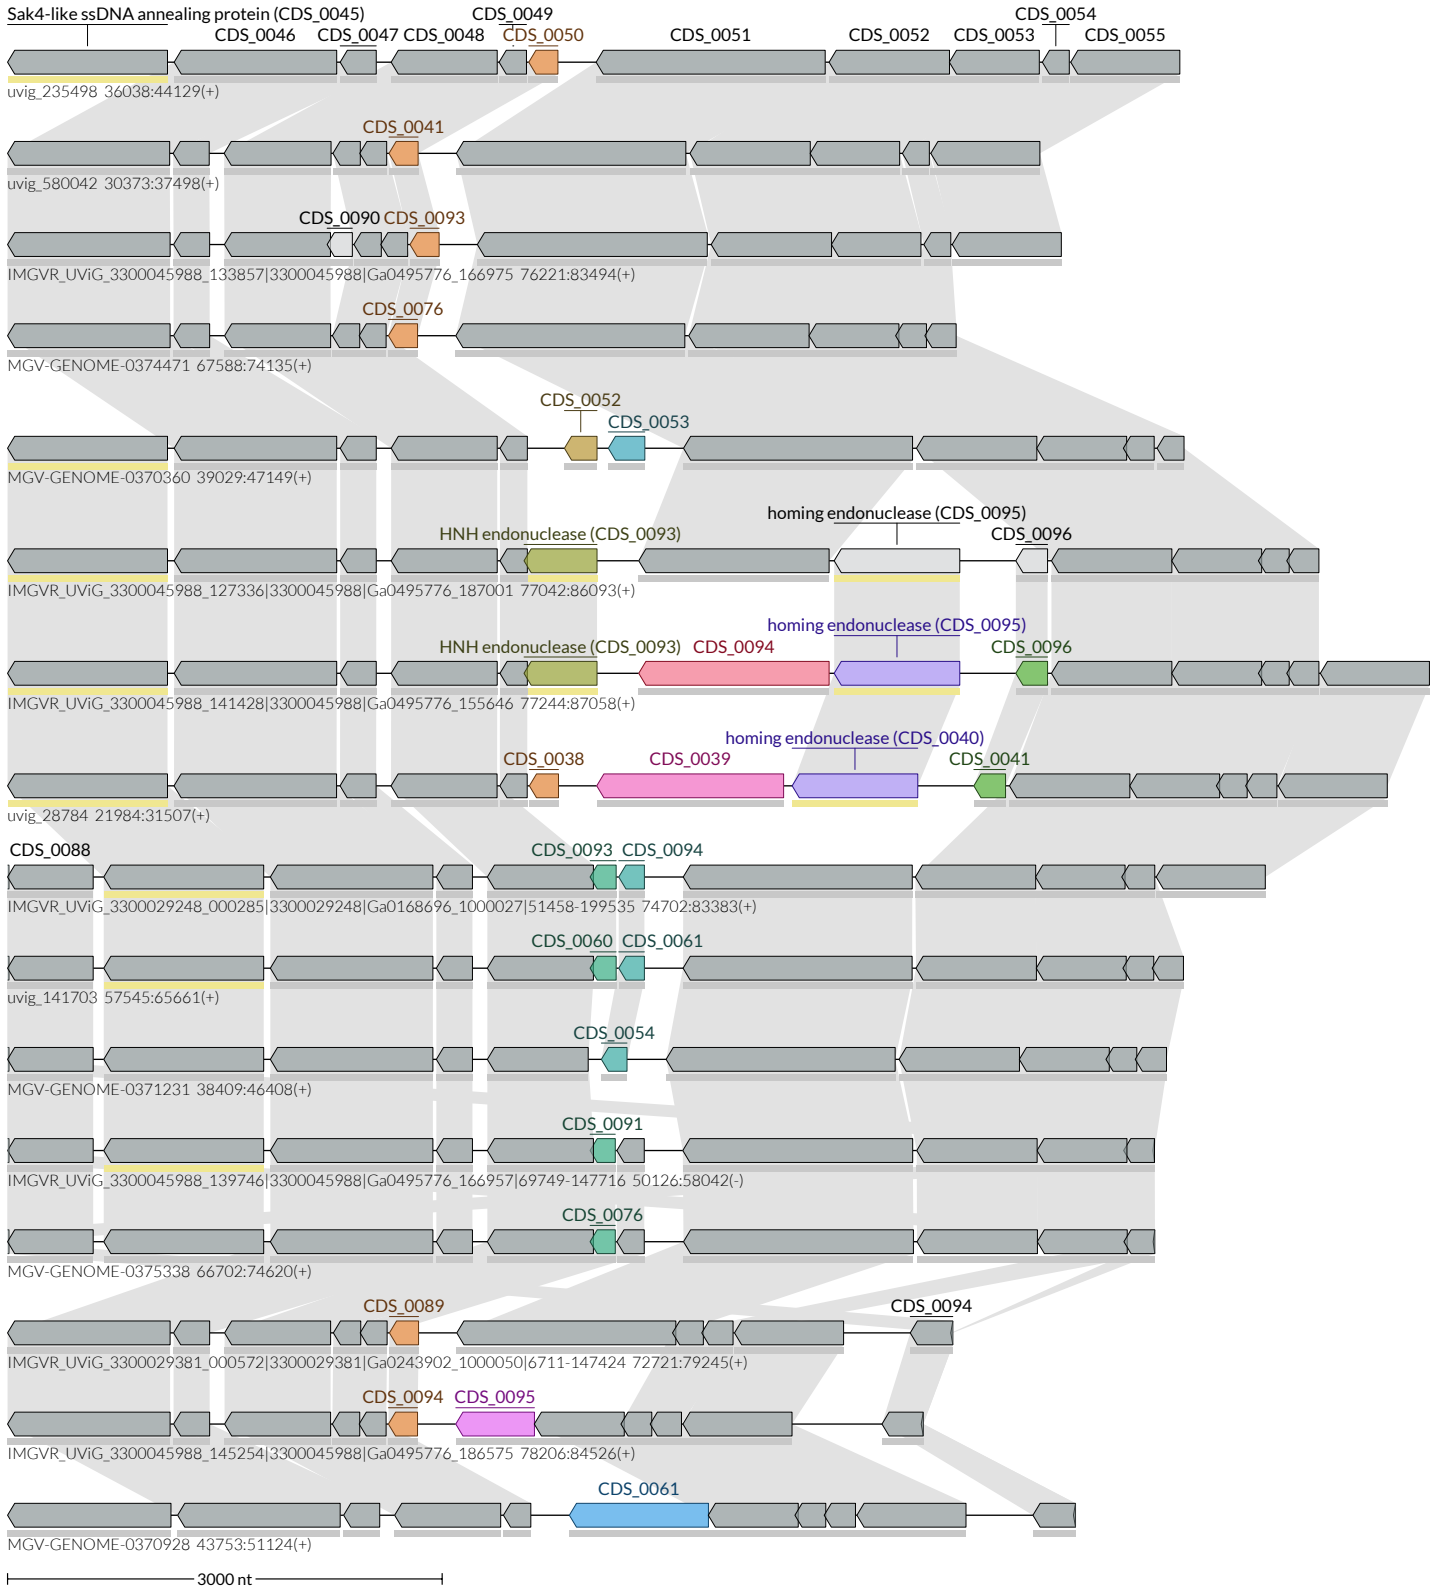 Sak4-like ssDNA annealing protein (CDS_0045) CDS_0049 CDS_0054
CDS_0046 CDS_0047 CDS_0048 CDS_0050 CDS_0051 CDS_0052 CDS_0053 CDS_0055
uvig_235498 36038:44129(+)
CDS_0041
uvig_580042 30373:37498(+)
CDS_0090 CDS_0093
IMGVR_UViG_3300045988_133857|3300045988|Ga0495776_166975 76221:83494(+)
CDS_0076
MGV-GENOME-0374471 67588:74135(+)
CDS_0052
CDS_0053
MGV-GENOME-0370360 39029:47149(+)
homing endonuclease (CDS_0095)
HNH endonuclease (CDS_0093) CDS_0096
IMGVR_UViG_3300045988_127336|3300045988|Ga0495776_187001 77042:86093(+)
homing endonuclease (CDS_0095)
HNH endonuclease (CDS_0093) CDS_0094 CDS_0096
IMGVR_UViG_3300045988_141428|3300045988|Ga0495776_155646 77244:87058(+)
homing endonuclease (CDS_0040)
CDS_0038 CDS_0039 CDS_0041
uvig_28784 21984:31507(+)
CDS_0088 CDS_0093 CDS_0094
IMGVR_UViG_3300029248_000285|3300029248|Ga0168696_1000027|51458-199535 74702:83383(+)
CDS_0060 CDS_0061
uvig_141703 57545:65661(+)
CDS_0054
MGV-GENOME-0371231 38409:46408(+)
CDS_0091
IMGVR_UViG_3300045988_139746|3300045988|Ga0495776_166957|69749-147716 50126:58042(-)
CDS_0076
MGV-GENOME-0375338 66702:74620(+)
CDS_0089 CDS_0094
IMGVR_UViG_3300029381_000572|3300029381|Ga0243902_1000050|6711-147424 72721:79245(+)
CDS_0094 CDS_0095
IMGVR_UViG_3300045988_145254|3300045988|Ga0495776_186575 78206:84526(+)
CDS_0061
MGV-GENOME-0370928 43753:51124(+)
3000 nt